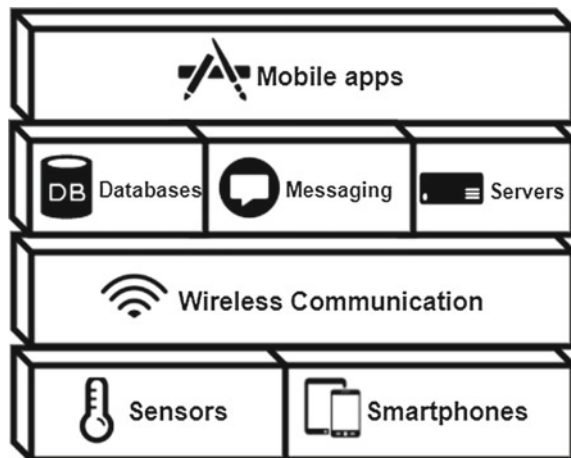 Mobile apps
DB Databases Messaging Servers
Wireless Communication
Sensors Smartphones